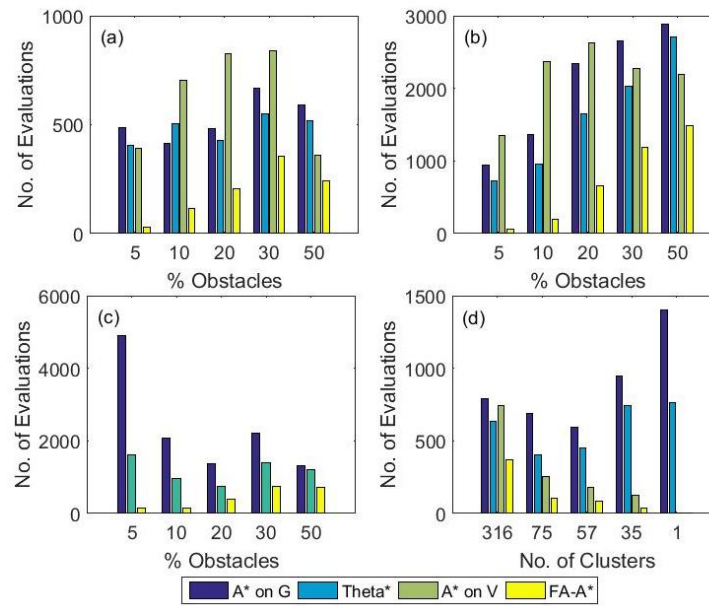 (a)
No. of Evaluations
1000
500
0
5 10 20 30 50
% Obstacles
(b)
No. of Evaluations
3000
2000
1000
0
5 10 20 30 50
% Obstacles
(c)
No. of Evaluations
6000
4000
2000
0
5 10 20 30 50
% Obstacles
(d)
No. of Evaluations
1500
1000
500
0
316 75 57 35 1
No. of Clusters
A* on G Theta* A* on V FA-A*